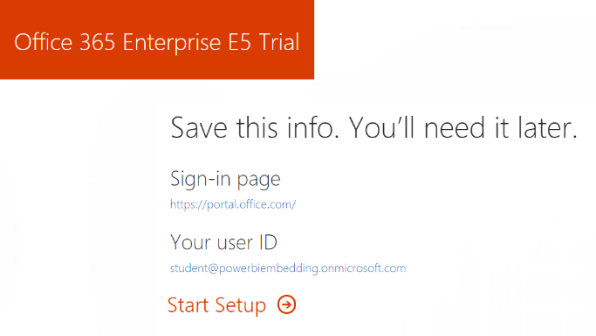 Office 365 Enterprise E5 Trial
Save this info. You'll need it later.
Sign-in page
https://portal.office.com/
Your user ID
student@powerbiembedding.onmicrosoft.com
Start Setup